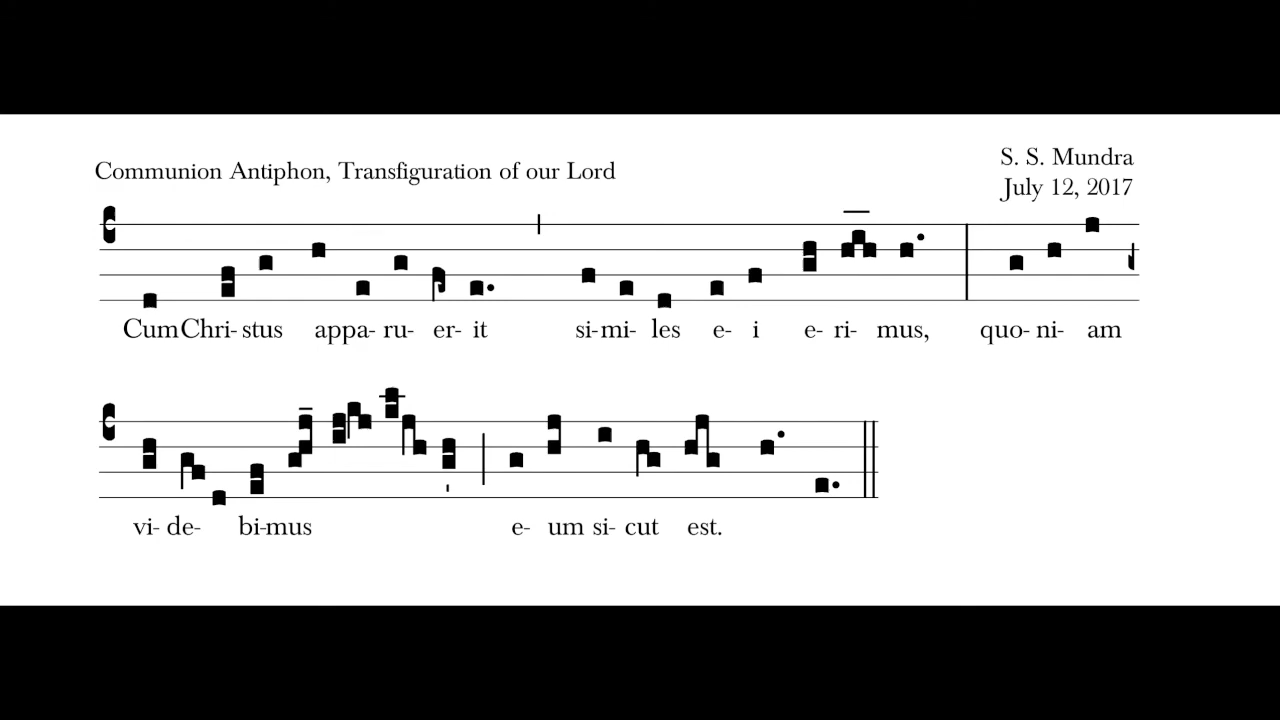 Communion Antiphon, Transfiguration of our Lord
S. S. Mundra
July 12, 2017
Cum Chri- stus appa- ru- er- it si- mi- les e- i e- ri- mus, quo- ni- am
vi- de- bi- mus e- um si- cut est.